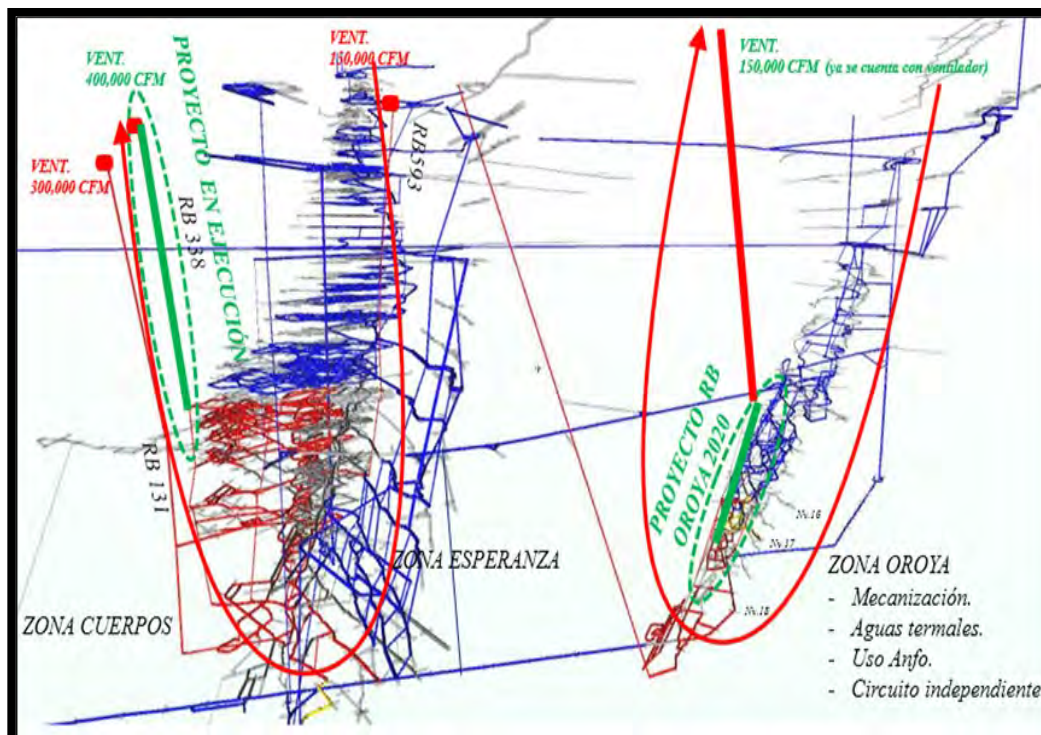 VENT.
400,000 CFM
PROYECTO EN EJECUCIÓN
VENT.
150,000 CFM
VENT.
150,000 CFM (ya se cuenta con ventilador)
VENT.
300,000 CFM
RB 338
RB593
RB 131
PROYECTO RB
OROYA 2020
Nv.16
Nv.17
Nv.18
ZONA ESPERANZA
ZONA CUERPOS
ZONA OROYA
- Mecanización.
- Aguas termales.
- Uso Anfo.
- Circuito independiente